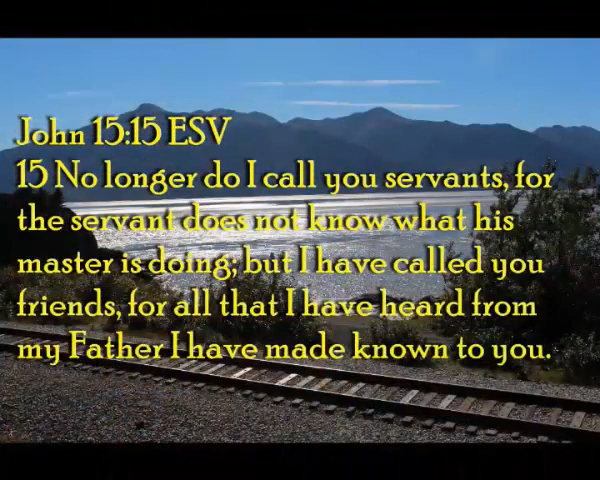 John 15:15 ESV
15 No longer do I call you servants, for
the servant does not know what his
master is doing; but I have called you
friends, for all that I have heard from
my Father I have made known to you.